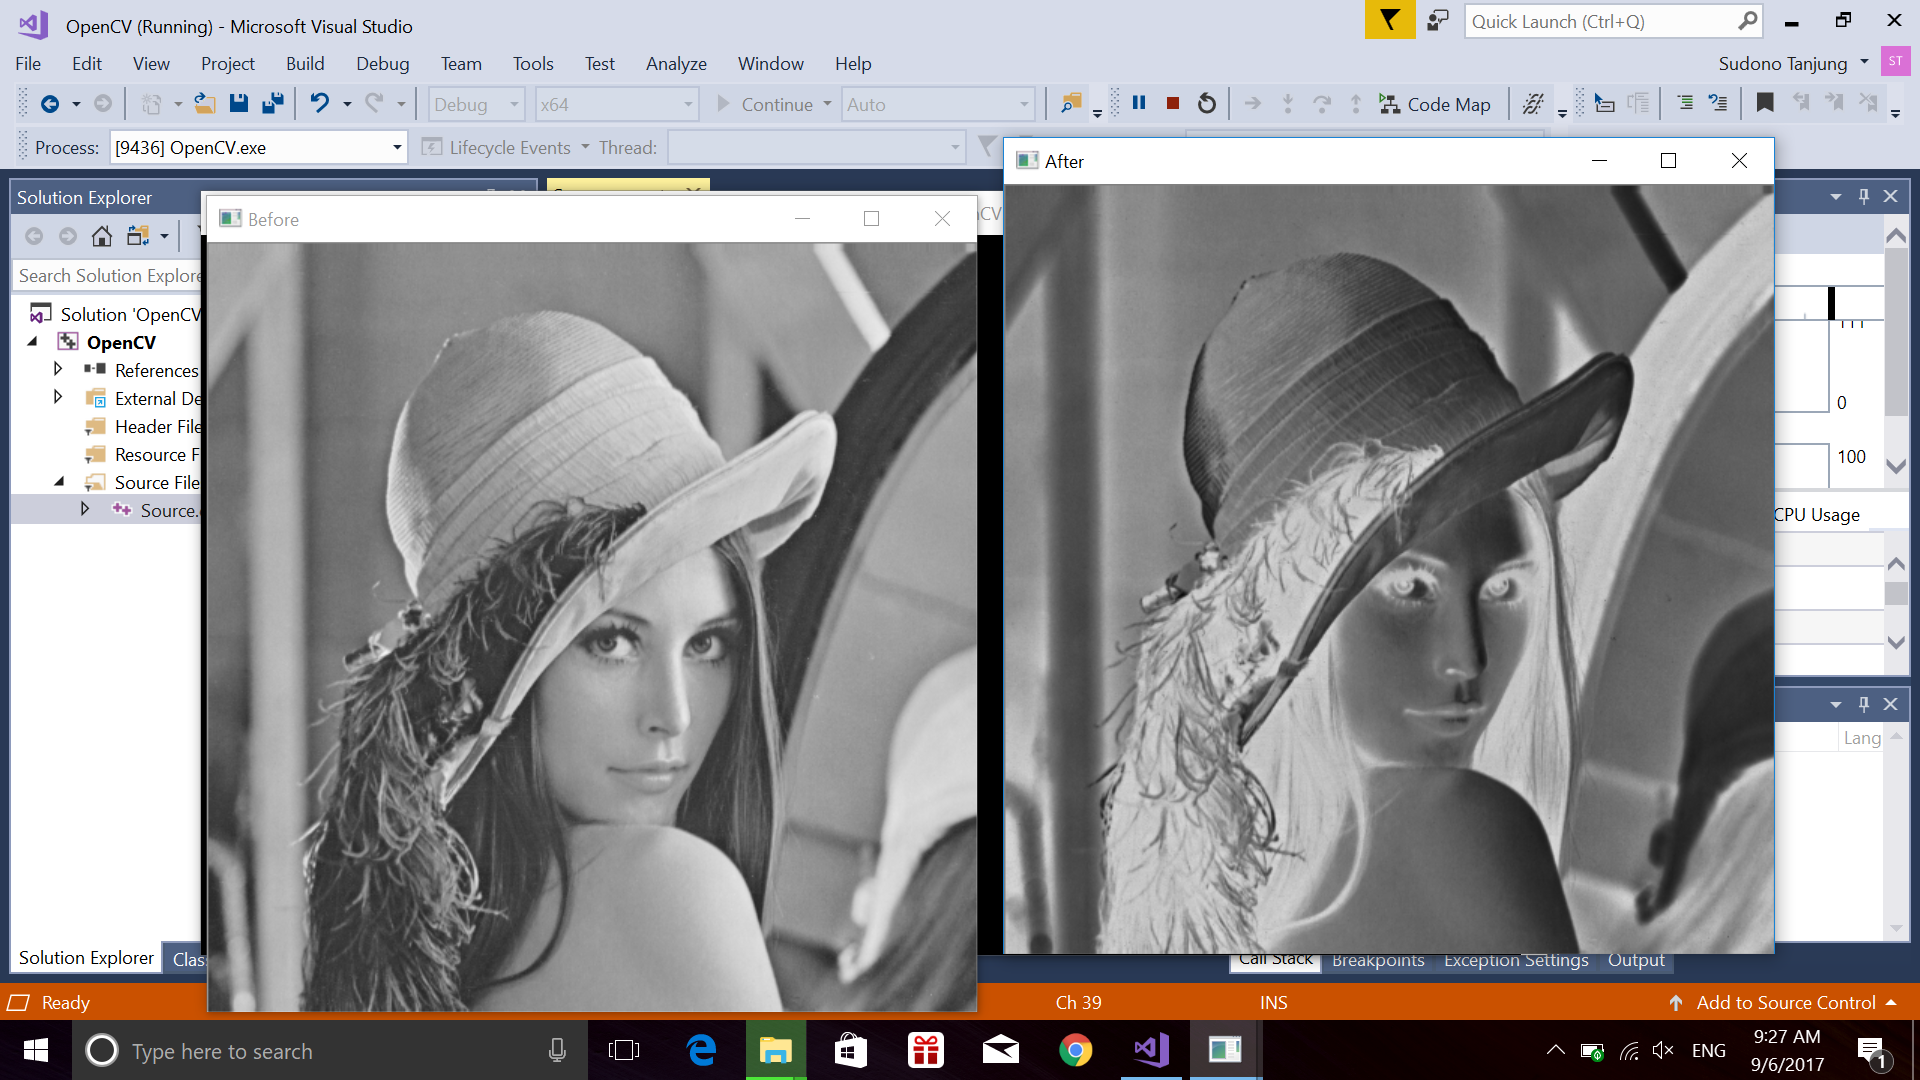 OpenCV (Running) - Microsoft Visual Studio
Quick Launch (Ctrl+Q)
File Edit View Project Build Debug Team Tools Test Analyze Window Help
Sudono Tanjung ST
Debug x64 Continue Auto Code Map
Process: [9436] OpenCV.exe Lifecycle Events Thread:
After
Solution Explorer
Before
Search Solution Explore
Solution 'OpenCV
OpenCV
References
External De
Header File
Resource F
Source File
Source.
0
100
CPU Usage
Lang
Solution Explorer Clas
Call Stack Breakpoints Exception Settings Output
Ready Ch 39 INS Add to Source Control
Type here to search
ENG
9:27 AM
9/6/2017
1